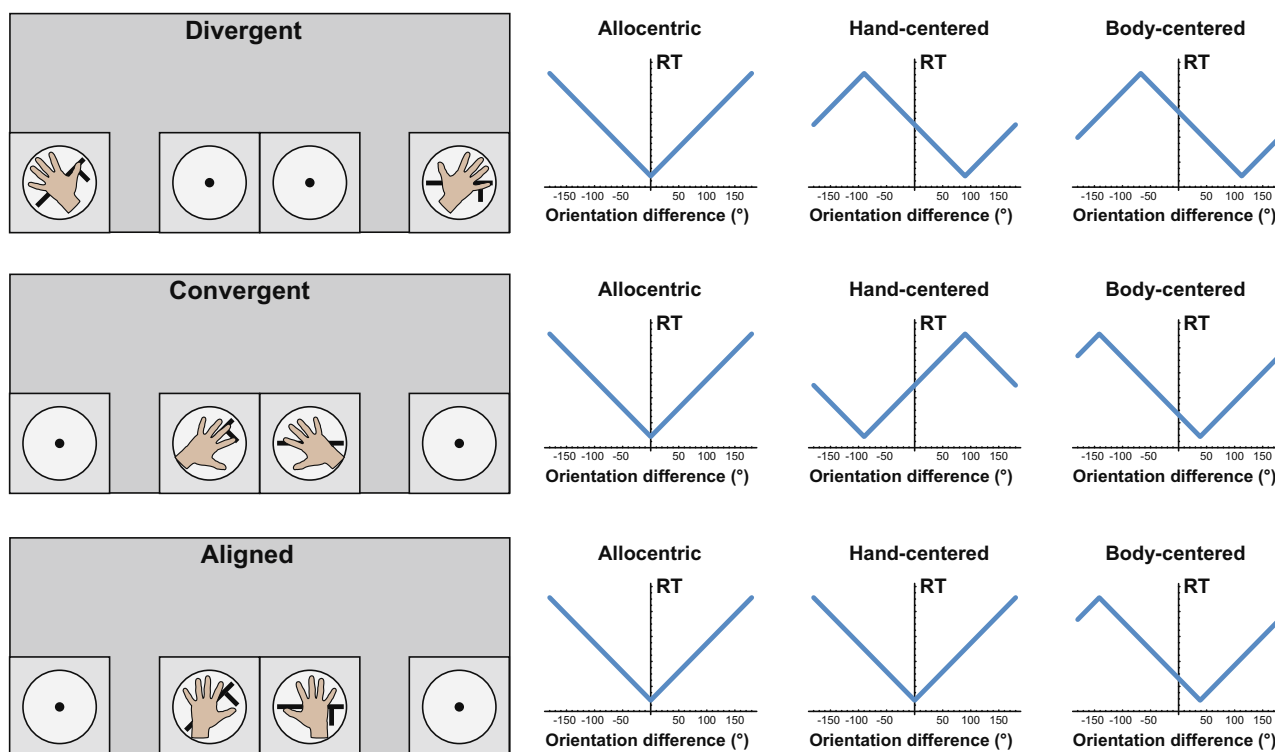 Divergent
Allocentric
Hand-centered
Body-centered
RT
RT
RT
-150 -100 -50 50 100 150
-150 -100 -50 50 100 150
-150 -100 -50 50 100 150
Orientation difference (°)
Orientation difference (°)
Orientation difference (°)
Convergent
Allocentric
Hand-centered
Body-centered
RT
RT
RT
-150 -100 -50 50 100 150
-150 -100 -50 50 100 150
-150 -100 -50 50 100 150
Orientation difference (°)
Orientation difference (°)
Orientation difference (°)
Aligned
Allocentric
Hand-centered
Body-centered
RT
RT
RT
-150 -100 -50 50 100 150
-150 -100 -50 50 100 150
-150 -100 -50 50 100 150
Orientation difference (°)
Orientation difference (°)
Orientation difference (°)